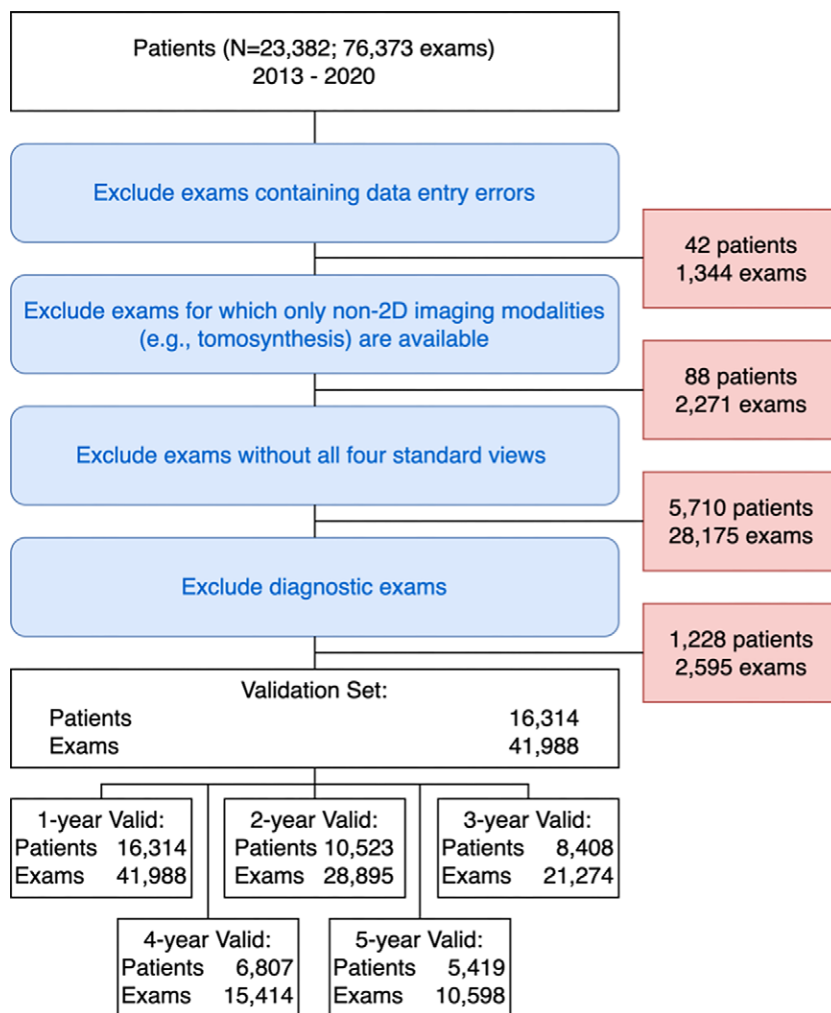 Patients (N=23,382; 76,373 exams)
2013 - 2020
Exclude exams containing data entry errors
42 patients
1,344 exams
Exclude exams for which only non-2D imaging modalities
(e.g., tomosynthesis) are available
88 patients
2,271 exams
Exclude exams without all four standard views
5,710 patients
28,175 exams
Exclude diagnostic exams
1,228 patients
2,595 exams
Validation Set:
Patients 16,314
Exams 41,988
1-year Valid:
Patients 16,314
Exams 41,988
2-year Valid:
Patients 10,523
Exams 28,895
3-year Valid:
Patients 8,408
Exams 21,274
4-year Valid:
Patients 6,807
Exams 15,414
5-year Valid:
Patients 5,419
Exams 10,598